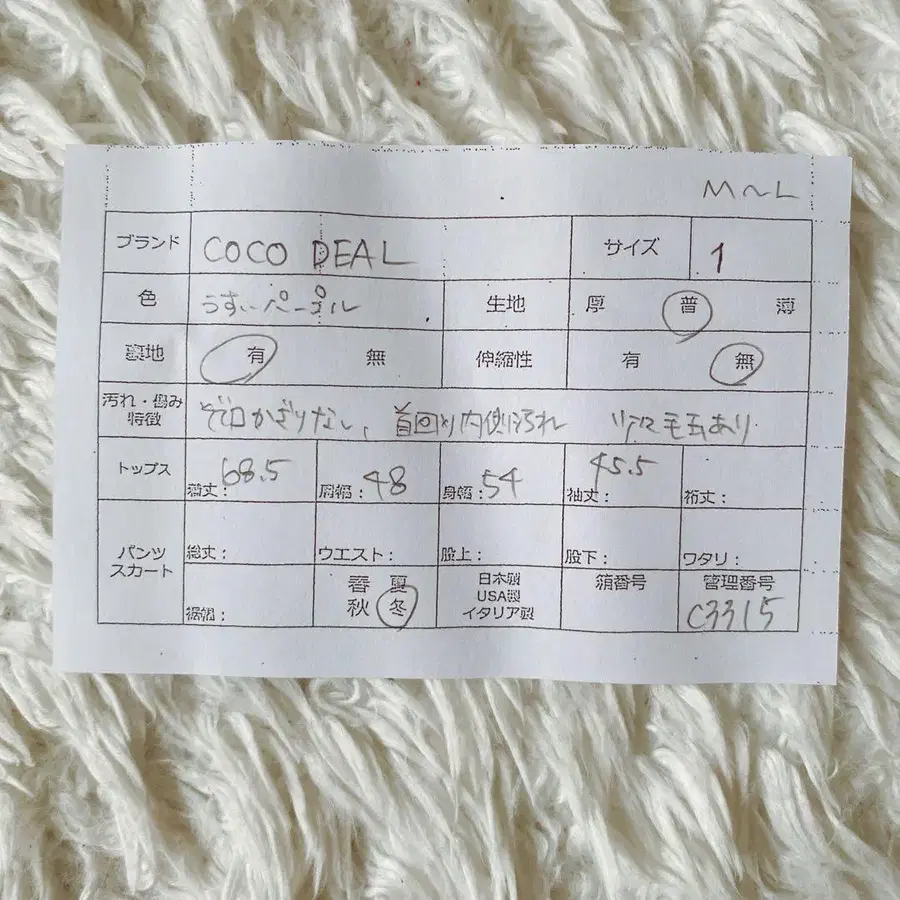 M～L
ブランド COCO DEAL サイズ 1
色 うすいパープル 生地 厚 普 薄
裏地 有 無 伸縮性 有 無
汚れ・傷み 特徴 そで口かざりなし、首回り内側汚れ 毛玉あり
トップス 着丈：68.5 肩幅：48 身幅：54 袖丈：45.5 裄丈：
パンツ スカート 総丈： ウエスト： 股上： 股下： ワタリ：
裾幅： 春 夏 秋 冬 日本製 USA製 イタリア製 箱番号 管理番号 C3315